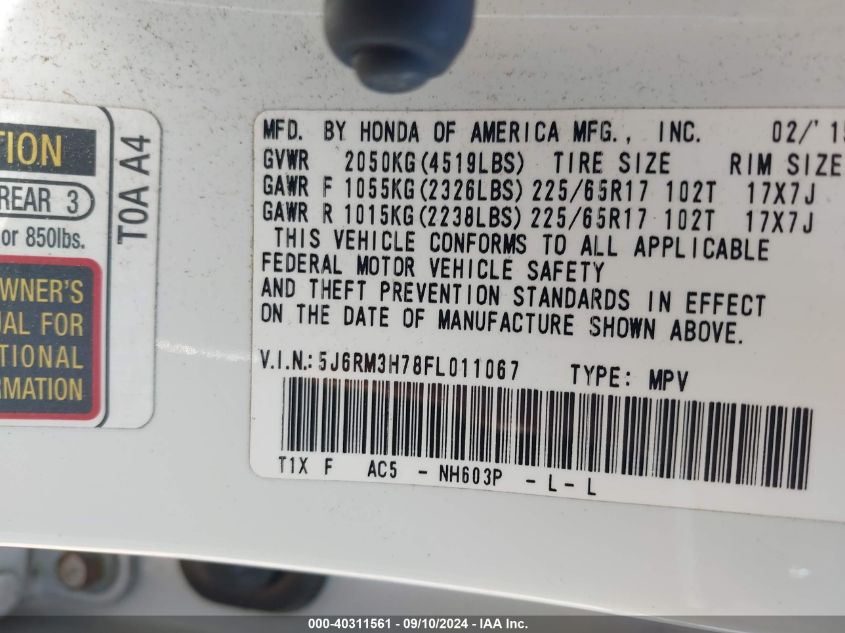 TION
REAR 3
or 850lbs.
WNER'S
UAL FOR
TIONAL
RMATION
T0A A4
MFD. BY HONDA OF AMERICA MFG., INC. 02/'15
GVWR 2050KG(4519LBS) TIRE SIZE RIM SIZE
GAWR F 1055KG(2326LBS) 225/65R17 102T 17X7J
GAWR R 1015KG(2238LBS) 225/65R17 102T 17X7J
THIS VEHICLE CONFORMS TO ALL APPLICABLE
FEDERAL MOTOR VEHICLE SAFETY
AND THEFT PREVENTION STANDARDS IN EFFECT
ON THE DATE OF MANUFACTURE SHOWN ABOVE.
V.I.N.: 5J6RM3H78FL011067 TYPE: MPV
T1X F AC5 - NH603P - L - L
000-40311561 - 09/10/2024 - IAA Inc.